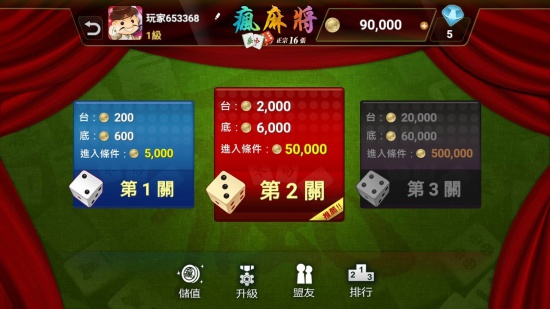 玩家653368
1級
瘋麻將
正宗16張
90,000
5
台: 200
底: 600
進入條件: 5,000
第1關
台: 2,000
底: 6,000
進入條件: 50,000
第2關
推薦!!
台: 20,000
底: 60,000
進入條件: 500,000
第3關
儲值
升級
盟友
排行